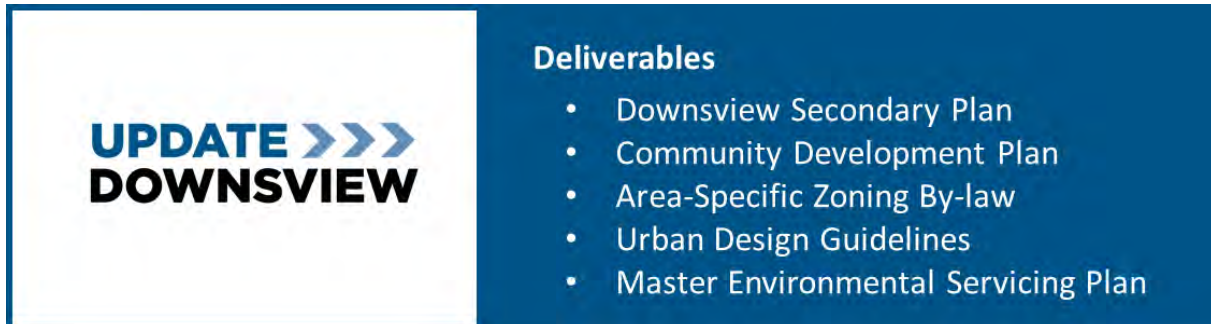 UPDATE
DOWNSVIEW
Deliverables
• Downsview Secondary Plan
• Community Development Plan
• Area-Specific Zoning By-law
• Urban Design Guidelines
• Master Environmental Servicing Plan